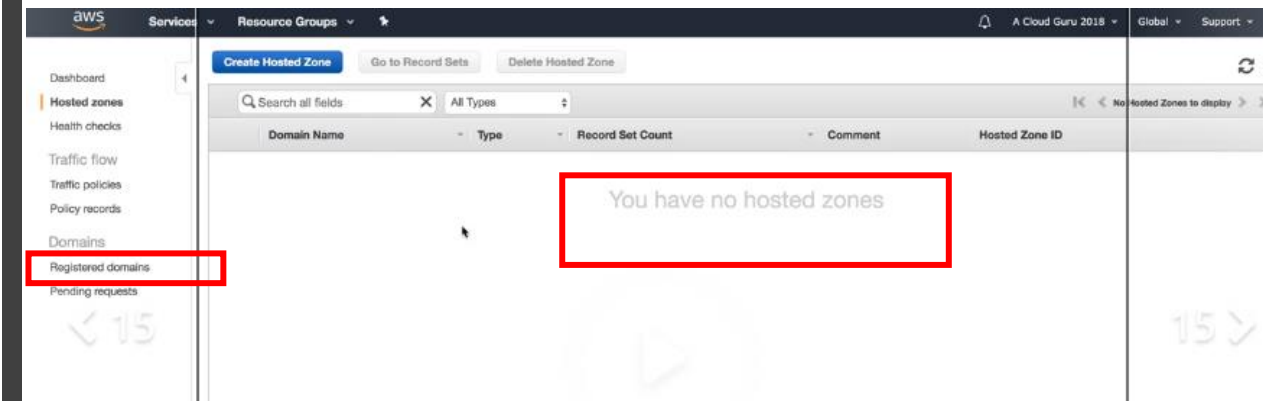 aws Services Resource Groups A Cloud Guru 2018 Global Support
Create Hosted Zone Go to Record Sets Delete Hosted Zone
Dashboard
Hosted zones
Health checks
Traffic flow
Traffic policies
Policy records
Domains
Registered domains
Pending requests
Search all fields X All Types No Hosted Zones to display
Domain Name Type Record Set Count Comment Hosted Zone ID
You have no hosted zones
15 15